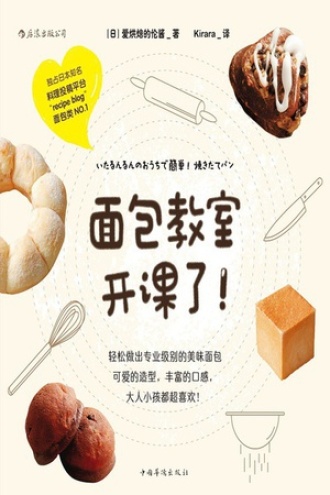 后浪出版公司
[日] 爱烘焙的伦酱_著
Kirara_译
独占日本知名
料理投稿平台
"recipe blog"
面包类 NO.1
いたるんるんのおうちで簡単！焼きたてパン
面包教室
开课了！
轻松做出专业级别的美味面包
可爱的造型，丰富的口感，
大人小孩都超喜欢！
中国华侨出版社